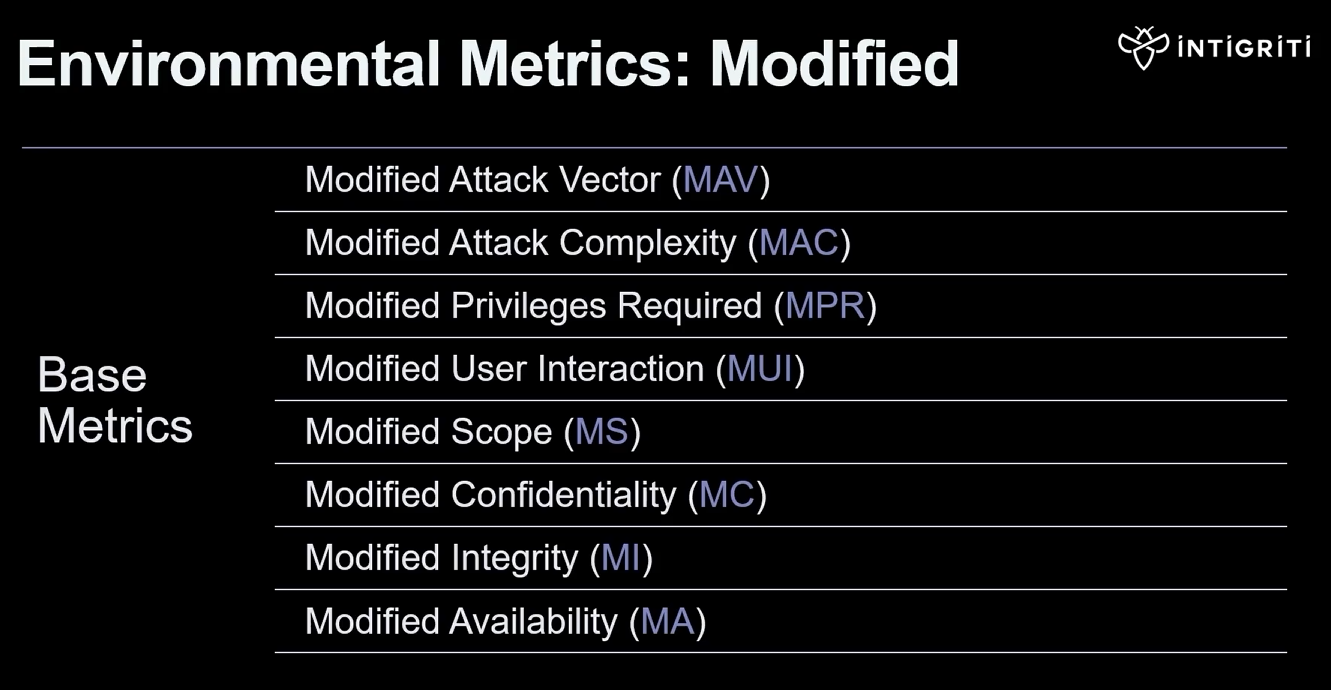 Environmental Metrics: Modified
INTIGRITI
Base
Metrics
Modified Attack Vector (MAV)
Modified Attack Complexity (MAC)
Modified Privileges Required (MPR)
Modified User Interaction (MUI)
Modified Scope (MS)
Modified Confidentiality (MC)
Modified Integrity (MI)
Modified Availability (MA)